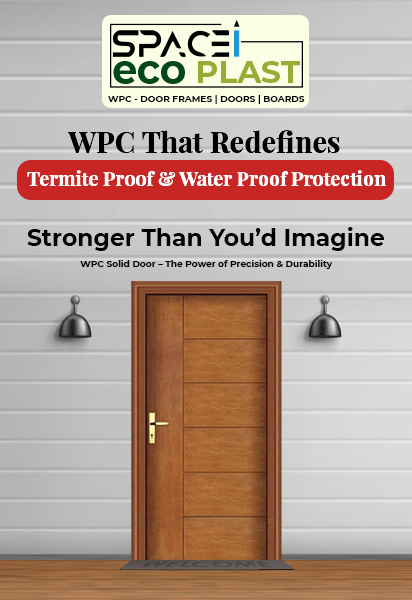 SPACEi
eco PLAST
WPC - DOOR FRAMES | DOORS | BOARDS
WPC That Redefines
Termite Proof & Water Proof Protection
Stronger Than You'd Imagine
WPC Solid Door – The Power of Precision & Durability
WELCOME